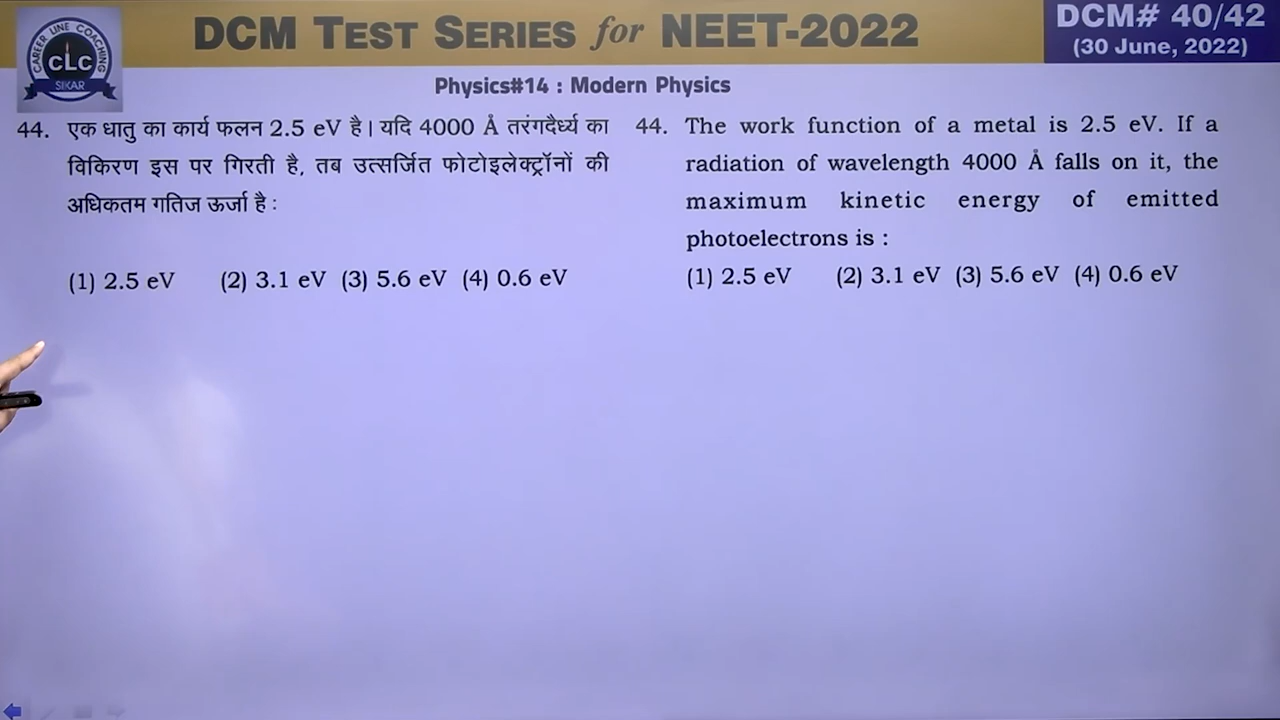 CAREER LINE COACHING
CLC
SIKAR
DCM TEST SERIES for NEET-2022
DCM# 40/42
(30 June, 2022)
Physics#14 : Modern Physics
44. एक धातु का कार्य फलन 2.5 eV है। यदि 4000 Å तरंगदैर्ध्य का
विकिरण इस पर गिरती है, तब उत्सर्जित फोटोइलेक्ट्रॉनों की
अधिकतम गतिज ऊर्जा है :
(1) 2.5 eV (2) 3.1 eV (3) 5.6 eV (4) 0.6 eV
44. The work function of a metal is 2.5 eV. If a
radiation of wavelength 4000 Å falls on it, the
maximum kinetic energy of emitted
photoelectrons is :
(1) 2.5 eV (2) 3.1 eV (3) 5.6 eV (4) 0.6 eV